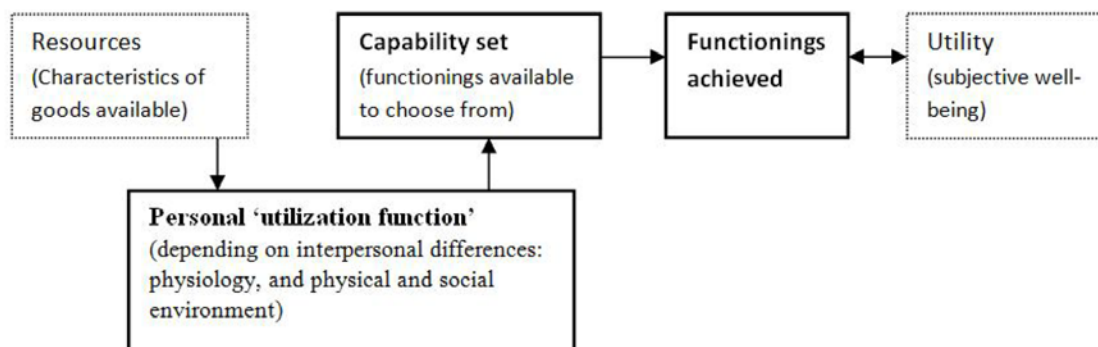 Resources
(Characteristics of
goods available)
Capability set
(functionings available
to choose from)
Functionings
achieved
Utility
(subjective well-
being)
Personal ‘utilization function’
(depending on interpersonal differences:
physiology, and physical and social
environment)